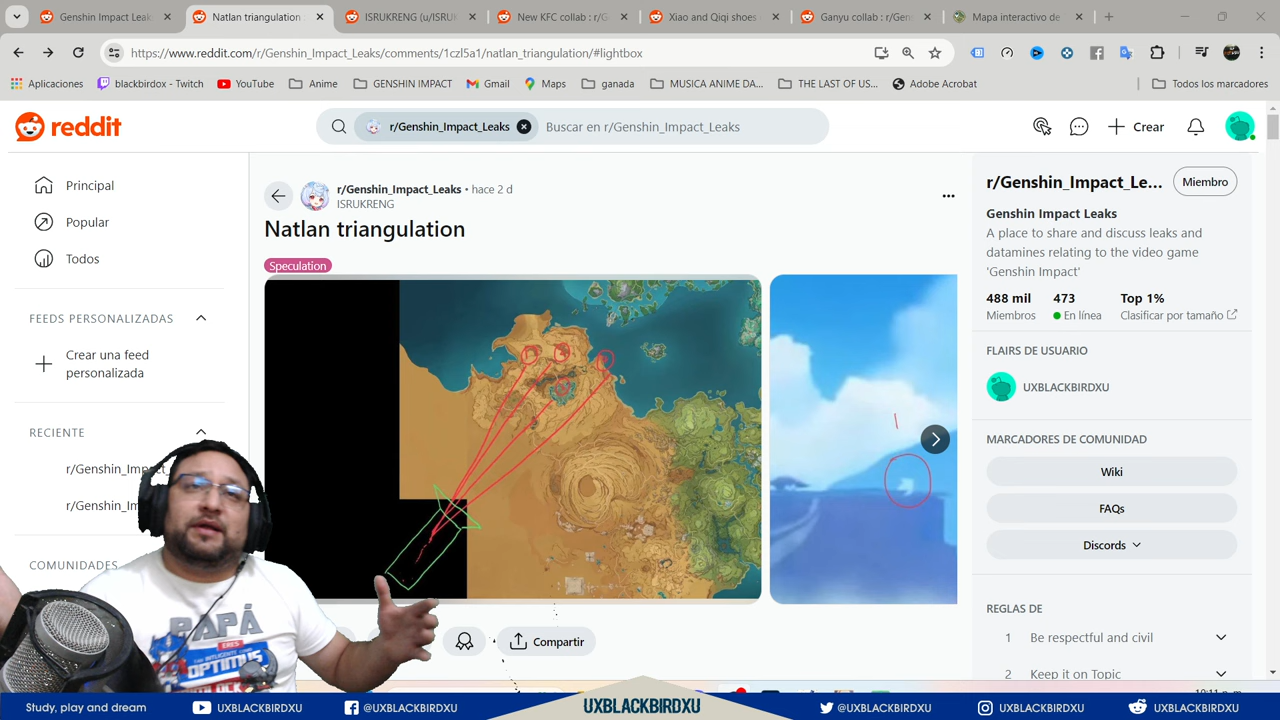 Genshin Impact Leak
Natlan triangulation
ISRUKRENG (u/ISRUK
New KFC collab : r/G
Xiao and Qiqi shoes
Ganyu collab : r/Gen
Mapa interactivo de
https://www.reddit.com/r/Genshin_Impact_Leaks/comments/1czl5a1/natlan_triangulation/#lightbox
Aplicaciones
blackbirdox - Twitch
YouTube
Anime
GENSHIN IMPACT
Gmail
Maps
ganada
MUSICA ANIME DA...
THE LAST OF US...
Adobe Acrobat
Todos los marcadores
reddit
r/Genshin_Impact_Leaks
Buscar en r/Genshin_Impact_Leaks
Crear
Principal
Popular
Todos
FEEDS PERSONALIZADAS
Crear una feed
personalizada
RECIENTE
r/Genshin_Impact_
r/Genshin_Im
COMUNIDADES
r/Genshin_Impact_Leaks • hace 2 d
ISRUKRENG
Natlan triangulation
Speculation
Compartir
r/Genshin_Impact_Le...
Miembro
Genshin Impact Leaks
A place to share and discuss leaks and
datamines relating to the video game
'Genshin Impact'
488 mil
473
Top 1%
Miembros
En línea
Clasificar por tamaño
FLAIRS DE USUARIO
UXBLACKBIRDXU
MARCADORES DE COMUNIDAD
Wiki
FAQs
Discords
REGLAS DE
1 Be respectful and civil
2 Keep it on Topic
PAPÁ
ERES
OPTIMUS
Study, play and dream
UXBLACKBIRDXU
@UXBLACKBIRDXU
UXBLACKBIRDXU
@UXBLACKBIRDXU
UXBLACKBIRDXU
UXBLACKBIRDXU